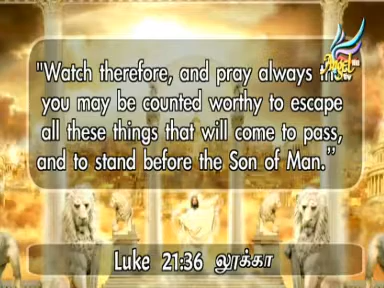 "Watch therefore, and pray always
you may be counted worthy to escape
all these things that will come to pass,
and to stand before the Son of Man."
Luke 21:36 லூக்கா